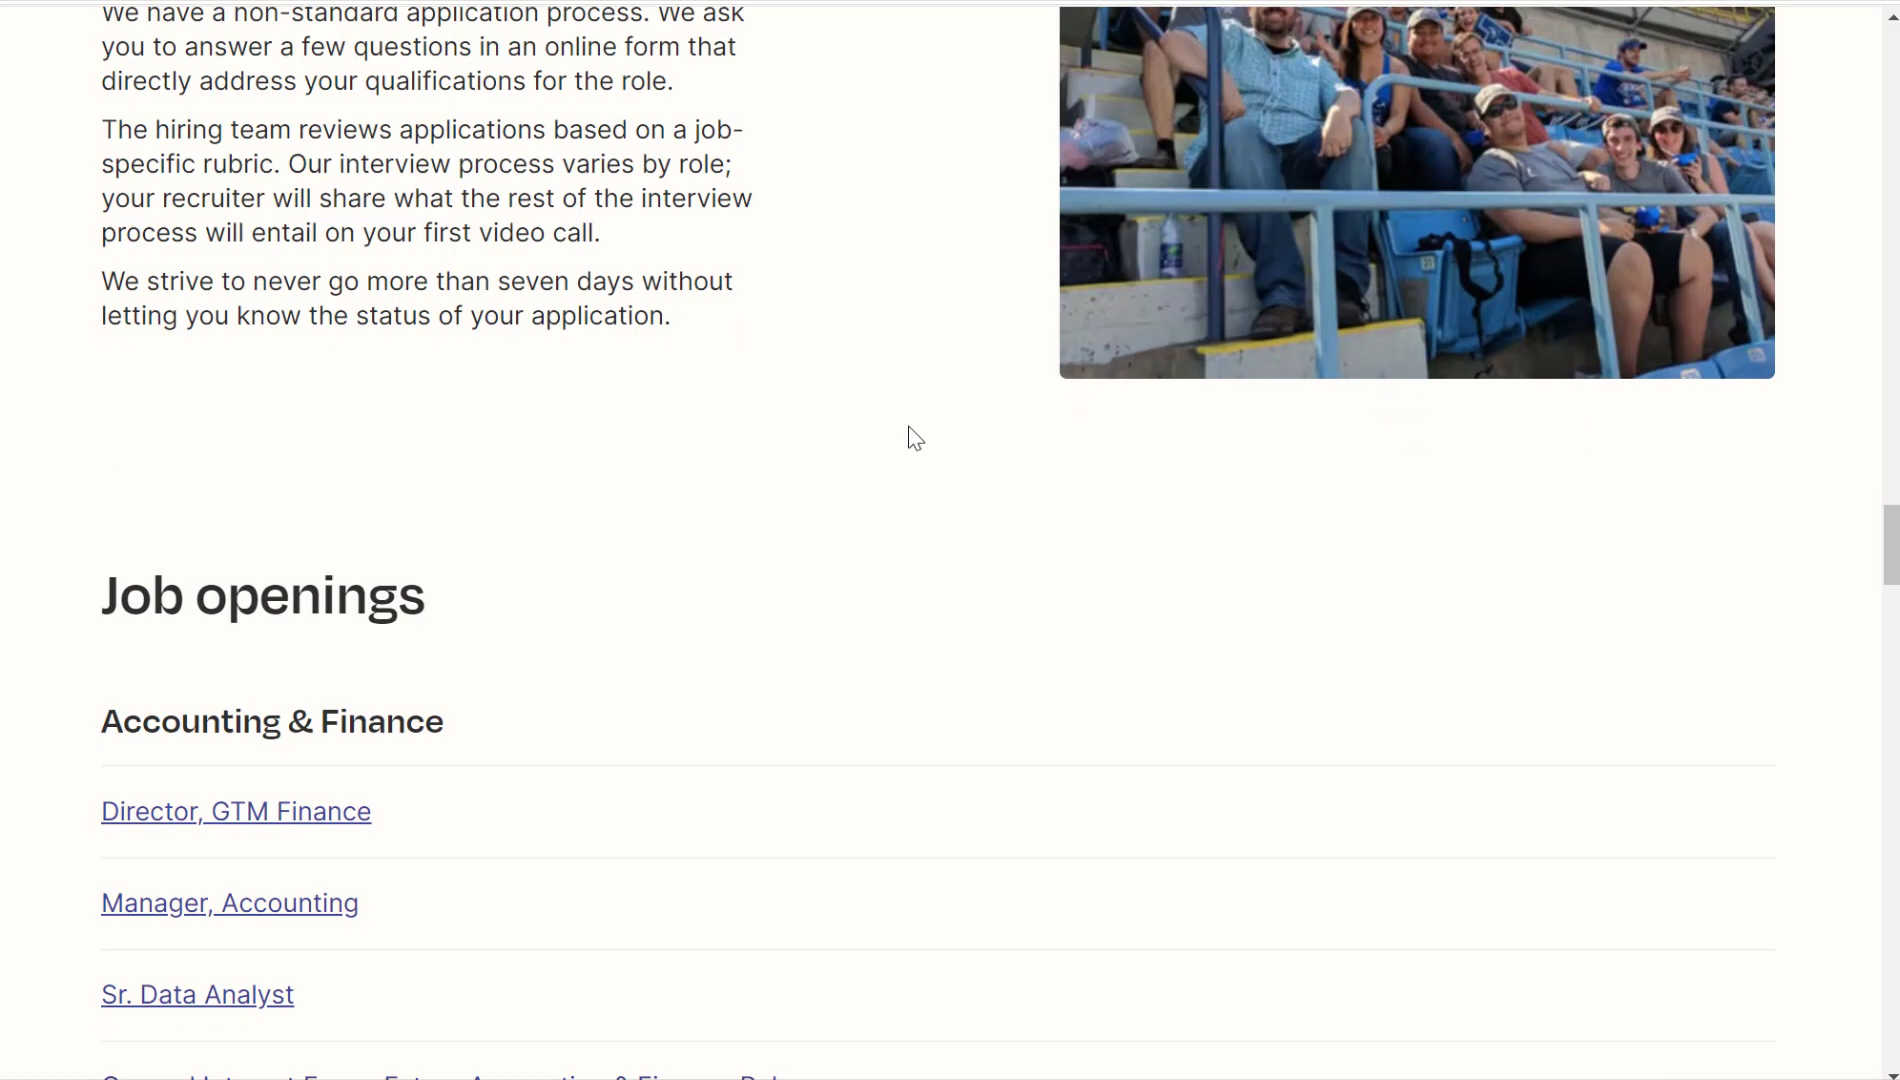 We have a non-standard application process. We ask
you to answer a few questions in an online form that
directly address your qualifications for the role.
The hiring team reviews applications based on a job-
specific rubric. Our interview process varies by role;
your recruiter will share what the rest of the interview
process will entail on your first video call.
We strive to never go more than seven days without
letting you know the status of your application.
Job openings
Accounting & Finance
Director, GTM Finance
Manager, Accounting
Sr. Data Analyst